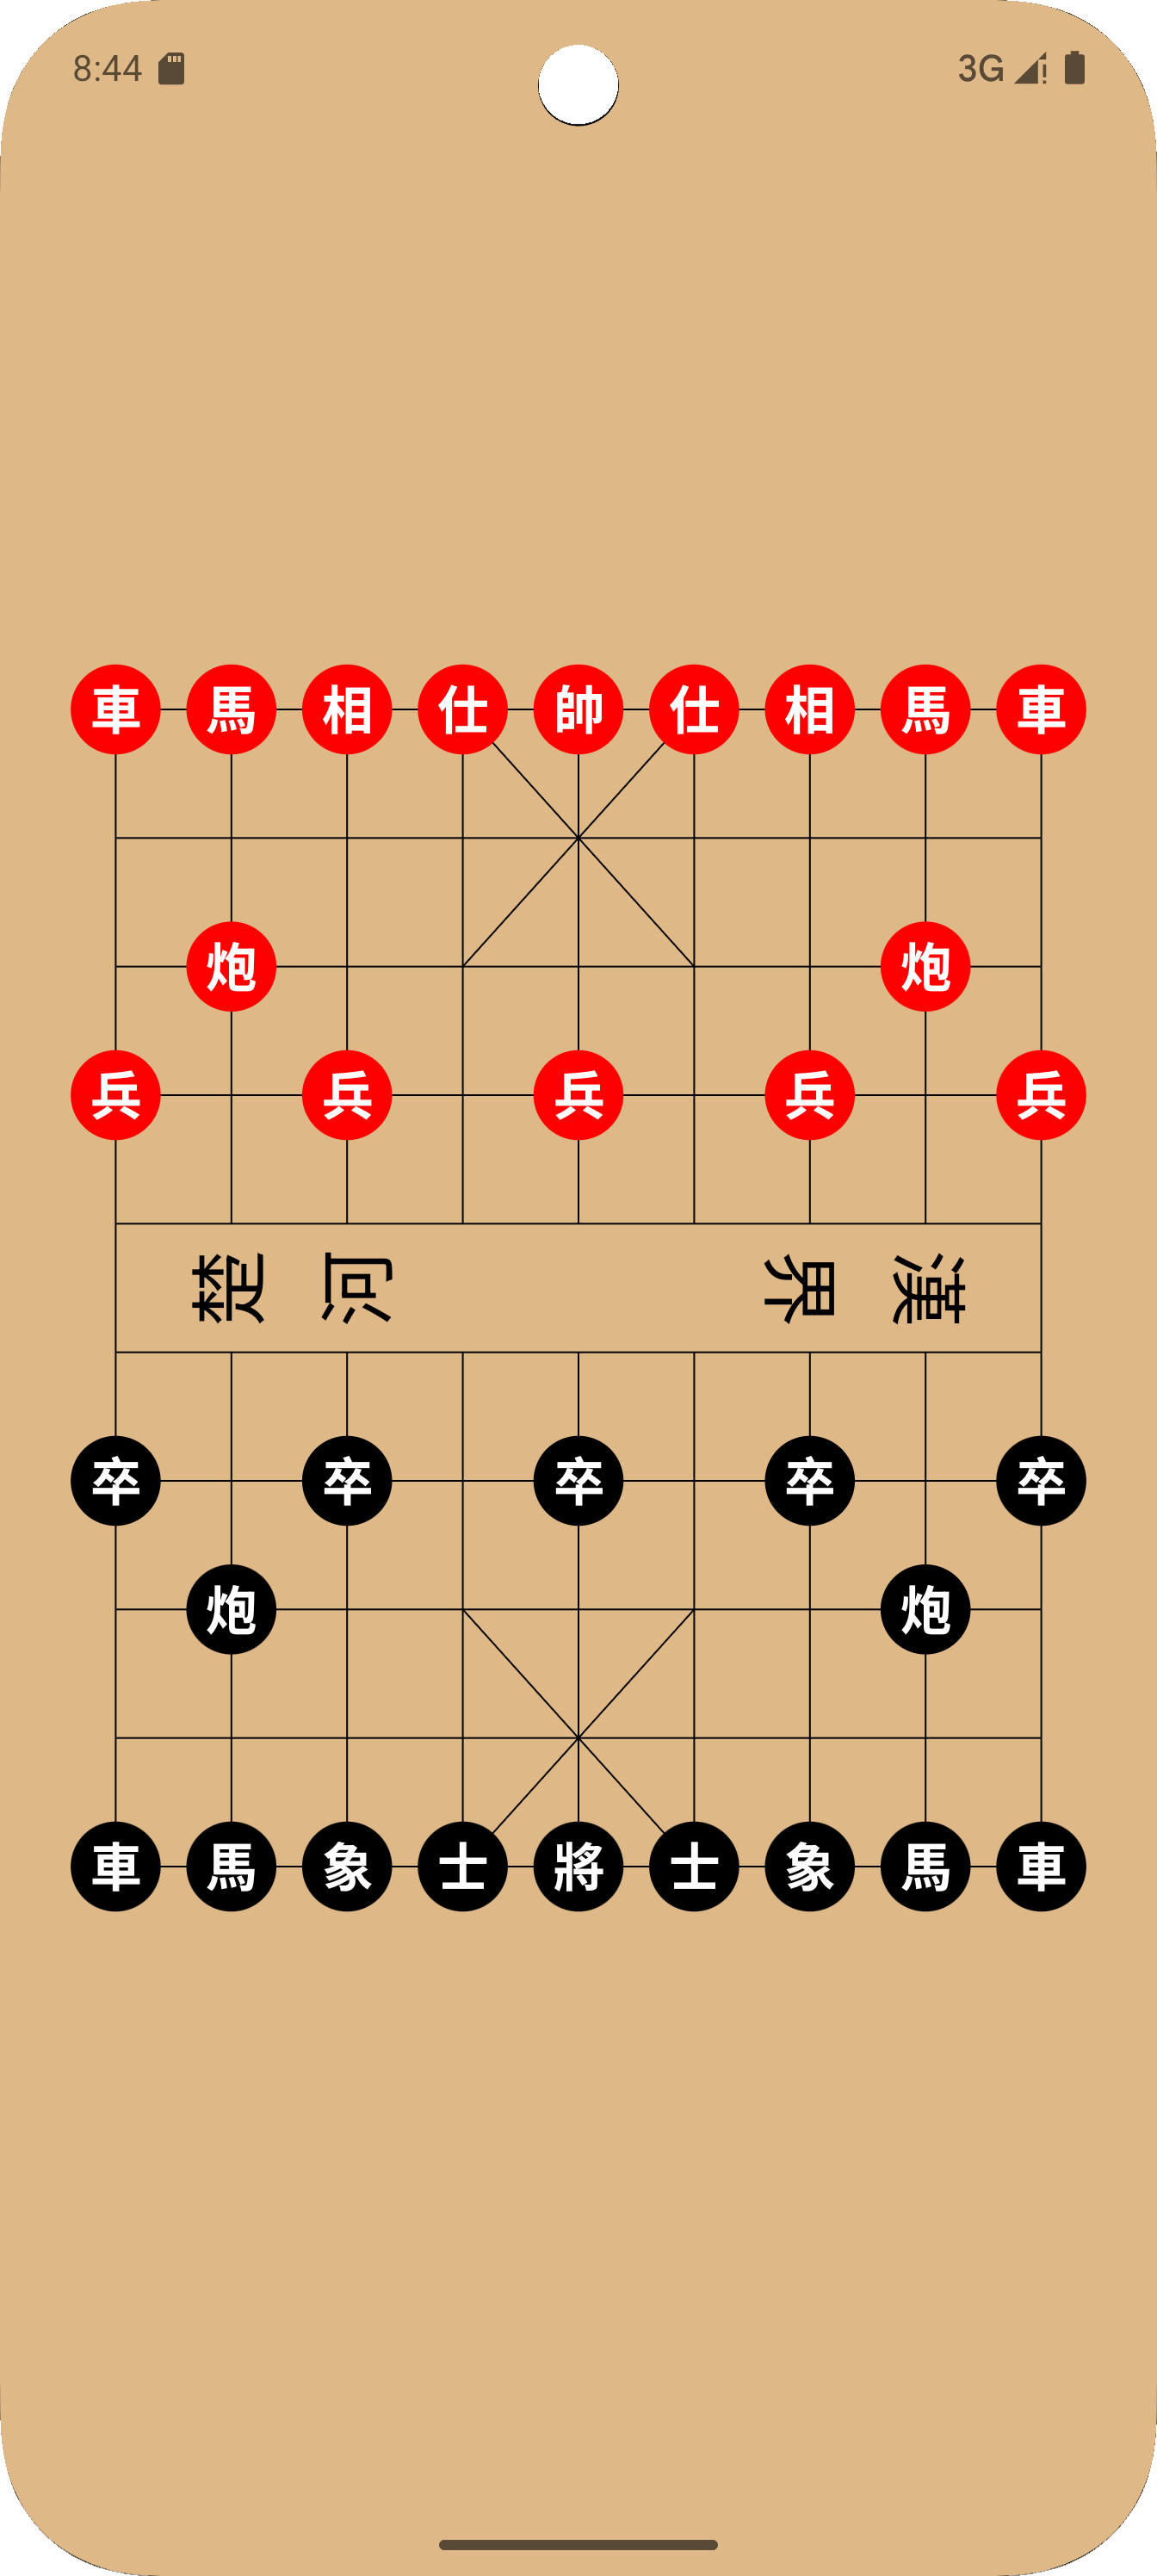 8:44 3G
車 馬 相 仕 帥 仕 相 馬 車
炮 炮
兵 兵 兵 兵 兵
楚 河 界 漢
卒 卒 卒 卒 卒
炮 炮
車 馬 象 士 將 士 象 馬 車